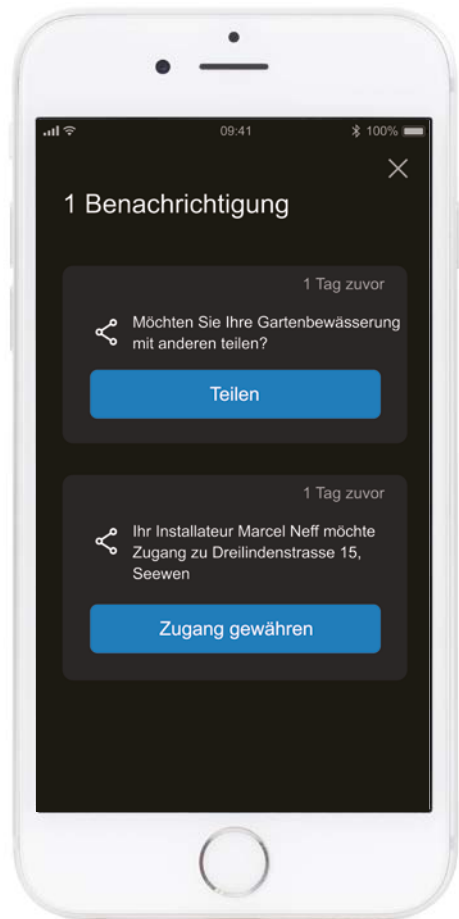 09:41
100%
1 Benachrichtigung
1 Tag zuvor
Möchten Sie Ihre Gartenbewässerung
mit anderen teilen?
Teilen
1 Tag zuvor
Ihr Installateur Marcel Neff möchte
Zugang zu Dreilindenstrasse 15,
Seewen
Zugang gewähren